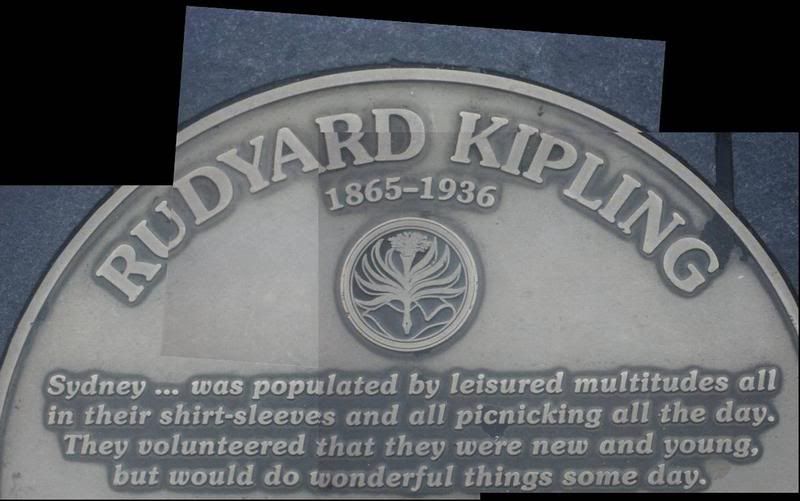 RUDYARD KIPLING
1865-1936
Sydney ... was populated by leisured multitudes all
in their shirt-sleeves and all picnicking all the day.
They volunteered that they were new and young,
but would do wonderful things some day.